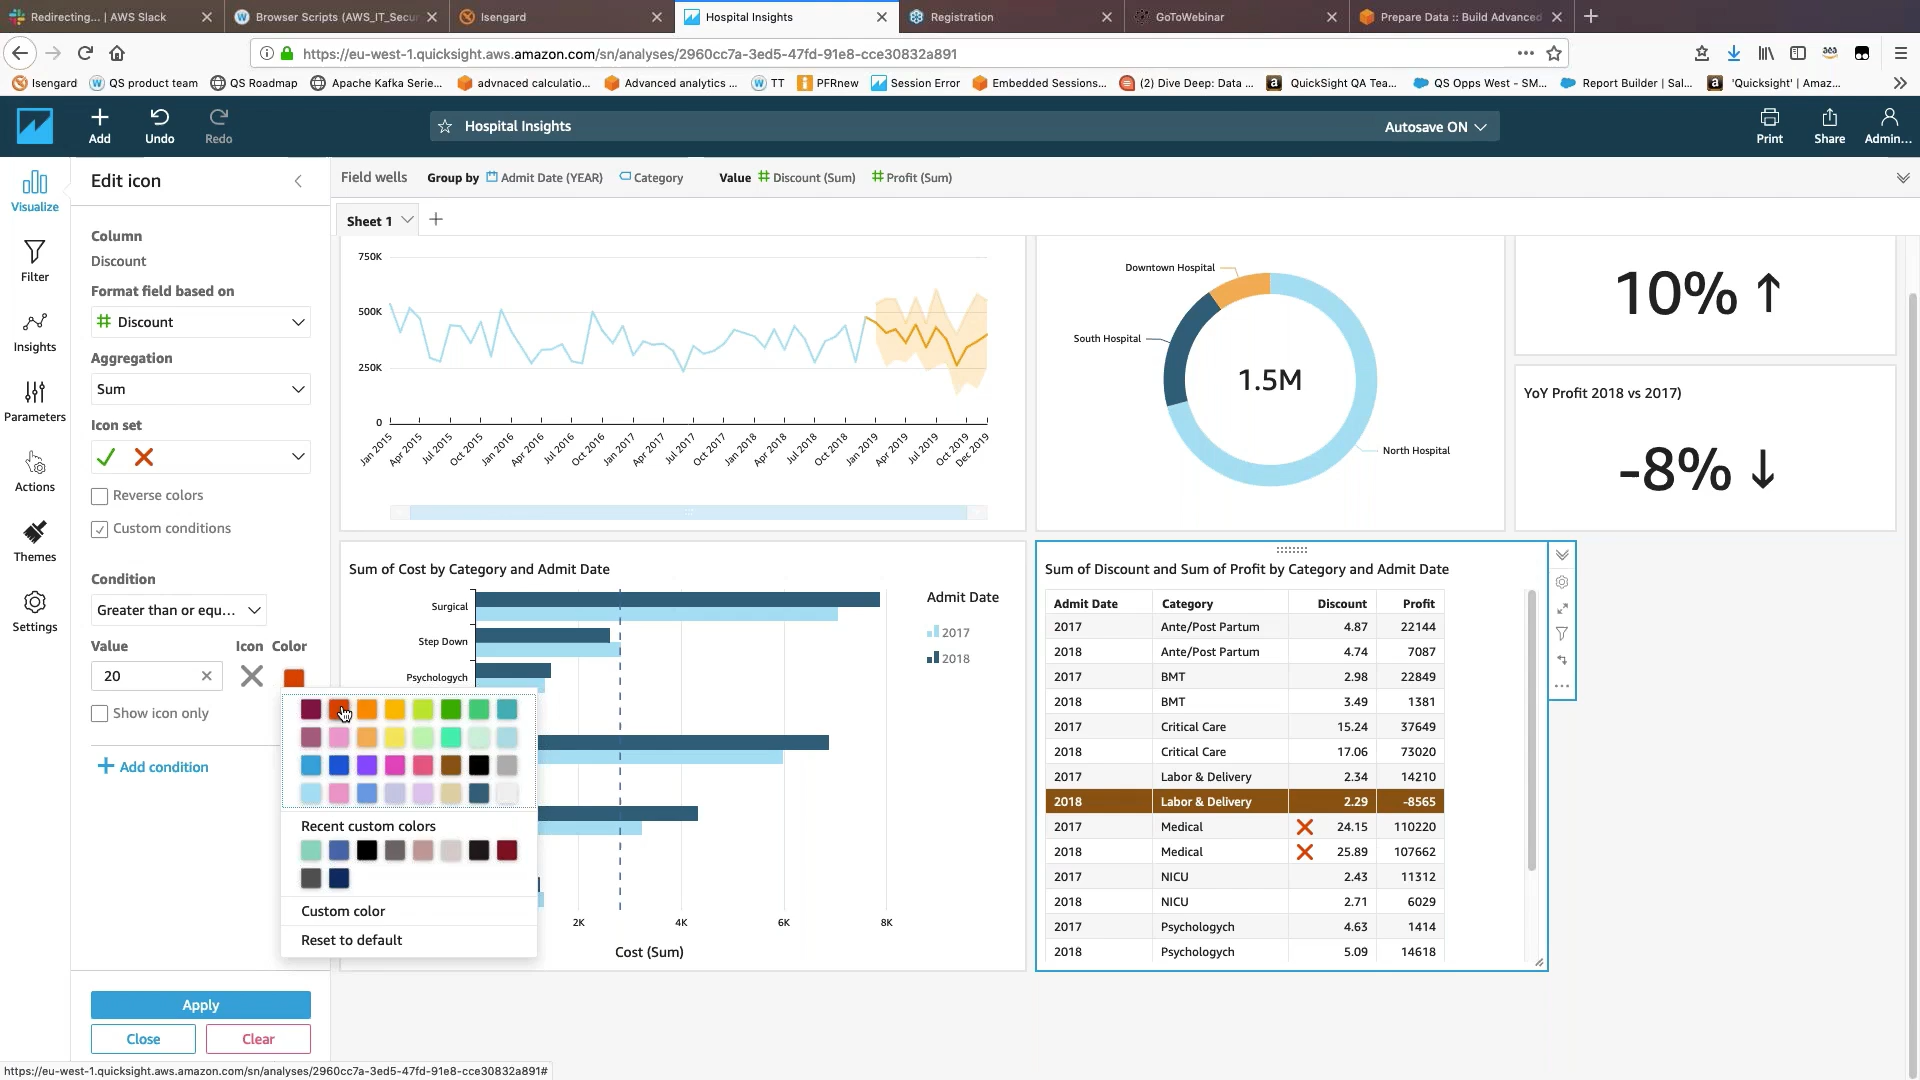 Redirecting... | AWS Slack
Browser Scripts (AWS_IT_Secur
Isengard
Hospital Insights
Registration
GoToWebinar
Prepare Data :: Build Advanced
https://eu-west-1.quicksight.aws.amazon.com/sn/analyses/2960cc7a-3ed5-47fd-91e8-cce30832a891
Isengard
QS product team
QS Roadmap
Apache Kafka Serie...
advnaced calculatio...
Advanced analytics ...
TT
PFRnew
Session Error
Embedded Sessions...
(2) Dive Deep: Data ...
QuickSight QA Tea...
QS Opps West - SM...
Report Builder | Sal...
'Quicksight' | Amaz...
Add
Undo
Redo
Hospital Insights
Autosave ON
Print
Share
Admin...
Visualize
Filter
Insights
Parameters
Actions
Themes
Settings
Edit icon
Column
Discount
Format field based on
Discount
Aggregation
Sum
Icon set
Reverse colors
Custom conditions
Condition
Greater than or equ...
Value Icon Color
20
Show icon only
Add condition
Recent custom colors
Custom color
Reset to default
Apply
Close
Clear
Field wells Group by Admit Date (YEAR) Category Value Discount (Sum) Profit (Sum)
Sheet 1
750K
500K
250K
0
Jan 2015
Apr 2015
Jul 2015
Oct 2015
Jan 2016
Apr 2016
Jul 2016
Oct 2016
Jan 2017
Apr 2017
Jul 2017
Oct 2017
Jan 2018
Apr 2018
Jul 2018
Oct 2018
Jan 2019
Apr 2019
Jul 2019
Oct 2019
Dec 2019
Downtown Hospital
South Hospital
1.5M
North Hospital
10% ↑
YoY Profit 2018 vs 2017)
-8% ↓
Sum of Cost by Category and Admit Date
Surgical
Step Down
Psychologych
2K
4K
6K
8K
Cost (Sum)
Admit Date
2017
2018
Sum of Discount and Sum of Profit by Category and Admit Date
Admit Date Category Discount Profit
2017 Ante/Post Partum 4.87 22144
2018 Ante/Post Partum 4.74 7087
2017 BMT 2.98 22849
2018 BMT 3.49 1381
2017 Critical Care 15.24 37649
2018 Critical Care 17.06 73020
2017 Labor & Delivery 2.34 14210
2018 Labor & Delivery 2.29 -8565
2017 Medical 24.15 110220
2018 Medical 25.89 107662
2017 NICU 2.43 11312
2018 NICU 2.71 6029
2017 Psychologych 4.63 1414
2018 Psychologych 5.09 14618
https://eu-west-1.quicksight.aws.amazon.com/sn/analyses/2960cc7a-3ed5-47fd-91e8-cce30832a891#